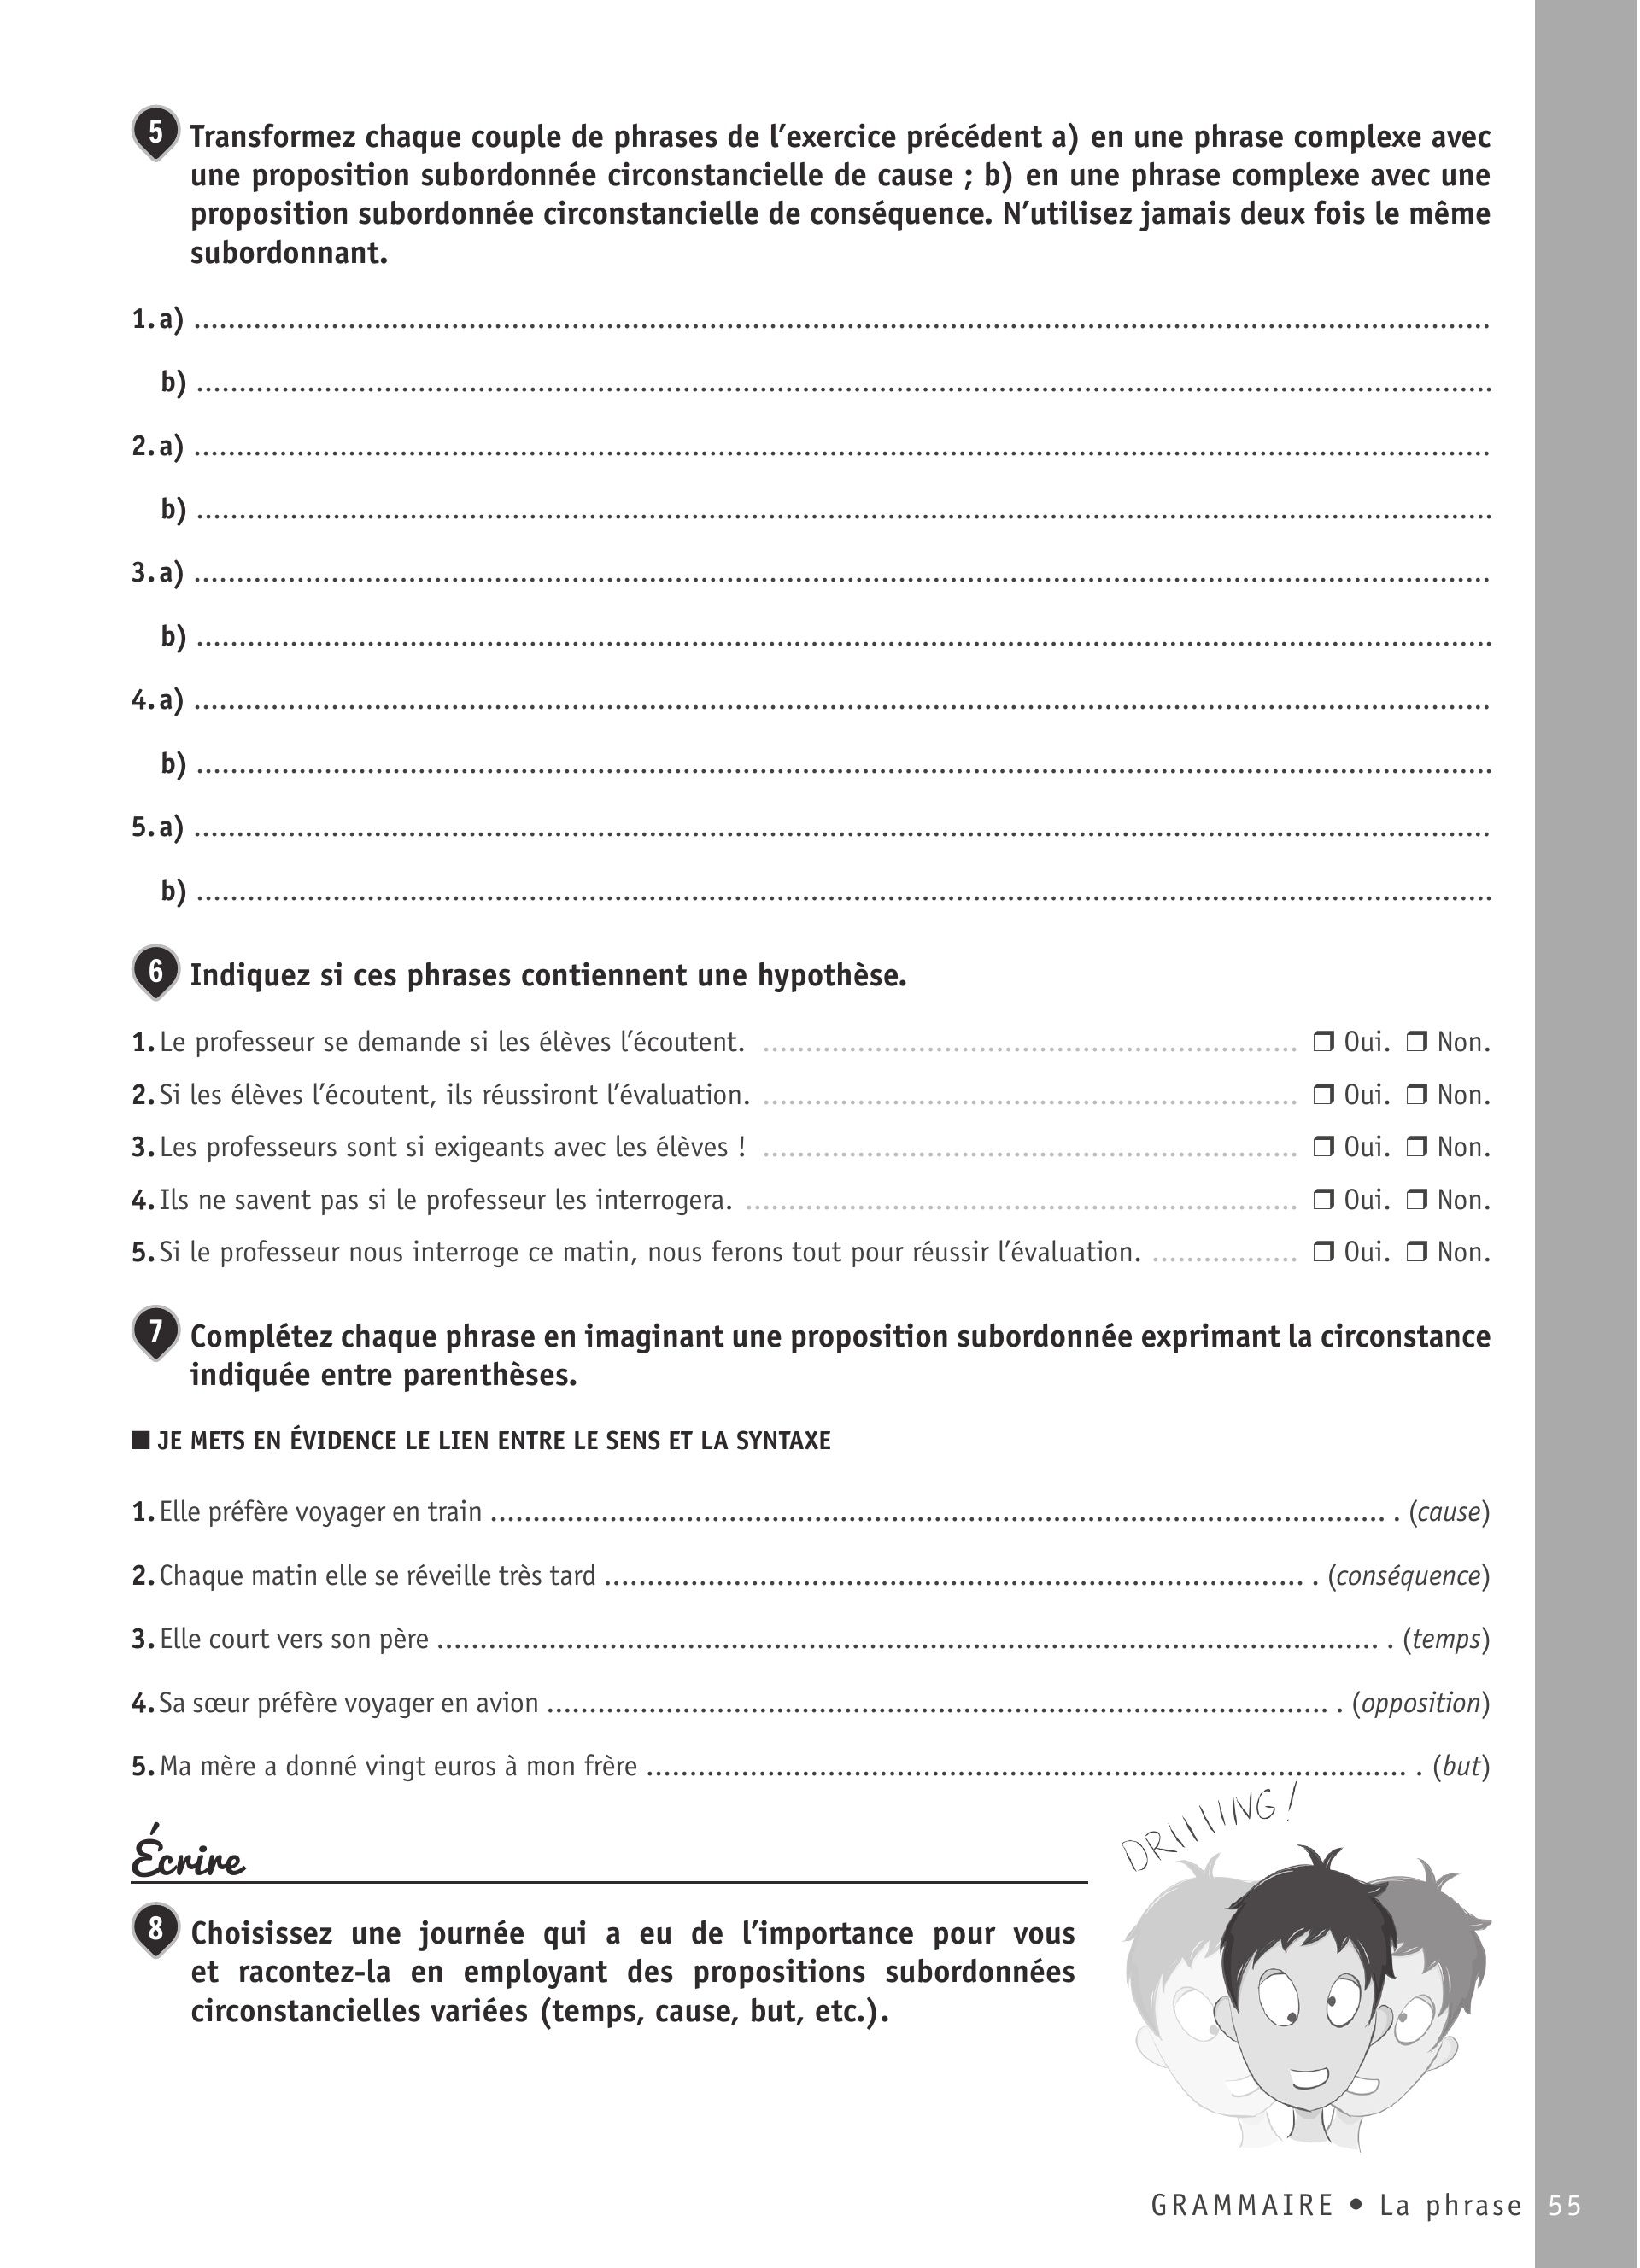 5 Transformez chaque couple de phrases de l’exercice précédent a) en une phrase complexe avec
une proposition subordonnée circonstancielle de cause ; b) en une phrase complexe avec une
proposition subordonnée circonstancielle de conséquence. N’utilisez jamais deux fois le même
subordonnant.
1. a) ........................................
b) ........................................
2. a) ........................................
b) ........................................
3. a) ........................................
b) ........................................
4. a) ........................................
b) ........................................
5. a) ........................................
b) ........................................
6 Indiquez si ces phrases contiennent une hypothèse.
1. Le professeur se demande si les élèves l’écoutent. .................... ❒ Oui. ❒ Non.
2. Si les élèves l’écoutent, ils réussiront l’évaluation. .................... ❒ Oui. ❒ Non.
3. Les professeurs sont si exigeants avec les élèves ! .................... ❒ Oui. ❒ Non.
4. Ils ne savent pas si le professeur les interrogera. .................... ❒ Oui. ❒ Non.
5. Si le professeur nous interroge ce matin, nous ferons tout pour réussir l’évaluation. .......... ❒ Oui. ❒ Non.
7 Complétez chaque phrase en imaginant une proposition subordonnée exprimant la circonstance
indiquée entre parenthèses.
■ JE METS EN ÉVIDENCE LE LIEN ENTRE LE SENS ET LA SYNTAXE
1. Elle préfère voyager en train .................... . (cause)
2. Chaque matin elle se réveille très tard .................... . (conséquence)
3. Elle court vers son père .................... . (temps)
4. Sa sœur préfère voyager en avion .................... . (opposition)
5. Ma mère a donné vingt euros à mon frère .................... . (but)
DRIIIING !
Écrire
8 Choisissez une journée qui a eu de l’importance pour vous
et racontez-la en employant des propositions subordonnées
circonstancielles variées (temps, cause, but, etc.).
GRAMMAIRE • La phrase 55